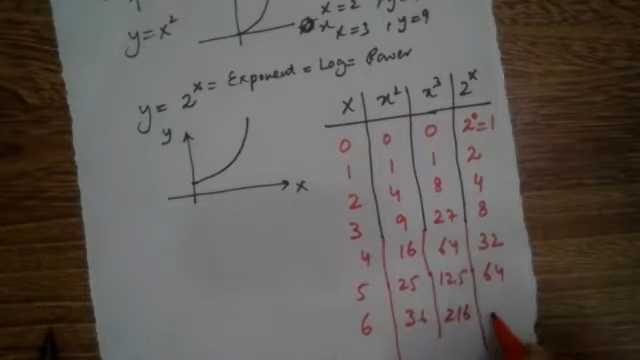 x=2 , y=
y=x²
x=3 , y=9
y = 2ˣ = Exponent = Log = Power
y
x
x x² x³ 2ˣ
0 0 0 2⁰=1
1 1 1 2
2 4 8 4
3 9 27 8
4 16 64 32
5 25 125 64
6 36 216